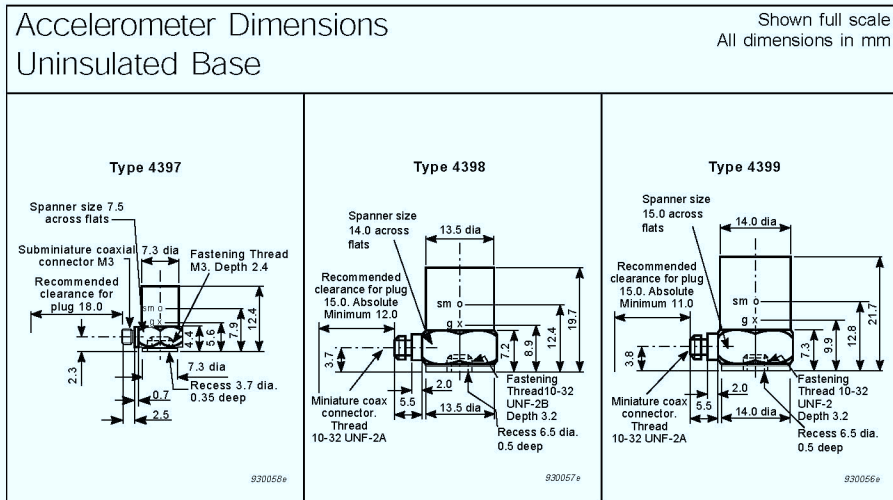 Accelerometer Dimensions
Uninsulated Base
Shown full scale
All dimensions in mm
Type 4397
Spanner size 7.5
across flats
Subminiature coaxial
connector M3
7.3 dia
Fastening Thread
M3. Depth 2.4
Recommended
clearance for
plug 18.0
sm o
g x
4.4
5.6
7.9
12.4
2.3
7.3 dia
Recess 3.7 dia.
0.35 deep
0.7
2.5
930058e
Type 4398
Spanner size
14.0 across
flats
13.5 dia
Recommended
clearance for plug
15.0. Absolute
Minimum 12.0
sm o
g x
7.2
8.9
12.4
19.7
3.7
Miniature coax
connector.
Thread
10-32 UNF-2A
5.5
2.0
13.5 dia
Fastening
Thread10-32
UNF-2B
Depth 3.2
Recess 6.5 dia.
0.5 deep
930057e
Type 4399
Spanner size
15.0 across
flats
14.0 dia
Recommended
clearance for plug
15.0. Absolute
Minimum 11.0
sm o
g x
7.3
9.9
12.8
21.7
3.8
Miniature coax
connector.
Thread
10-32 UNF-2A
5.5
2.0
14.0 dia
Fastening
Thread 10-32
UNF-2
Depth 3.2
Recess 6.5 dia.
0.5 deep
930056e